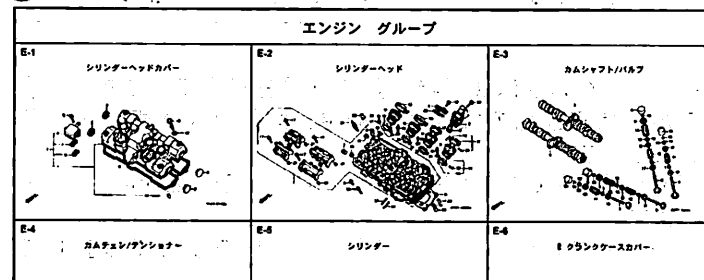 エンジン グループ
E-1
シリンダーヘッドカバー
E-2
シリンダーヘッド
E-3
カムシャフト/バルブ
E-4
カムチェン/テンショナー
E-5
シリンダー
E-6
R クランクケースカバー